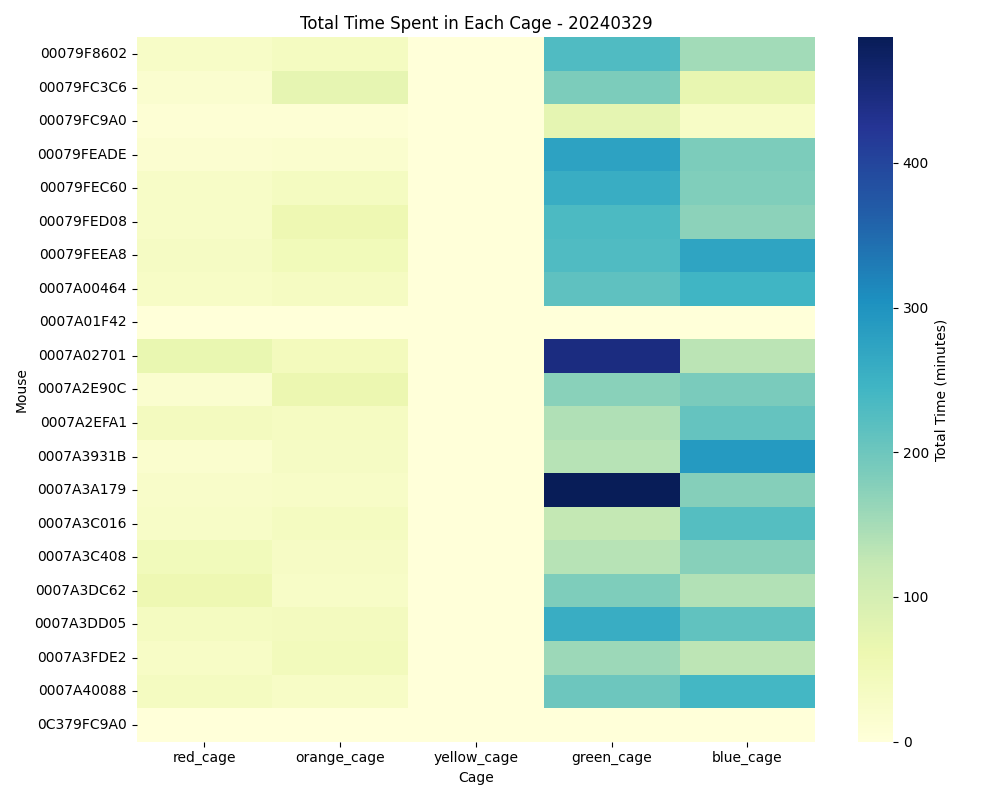 Total Time Spent in Each Cage - 20240329
00079F8602
00079FC3C6
00079FC9A0
00079FEADE
00079FEC60
00079FED08
00079FEEA8
0007A00464
0007A01F42
0007A02701
0007A2E90C
0007A2EFA1
0007A3931B
0007A3A179
0007A3C016
0007A3C408
0007A3DC62
0007A3DD05
0007A3FDE2
0007A40088
0C379FC9A0
Mouse
red_cage orange_cage yellow_cage green_cage blue_cage
Cage
400
300
200
100
0
Total Time (minutes)